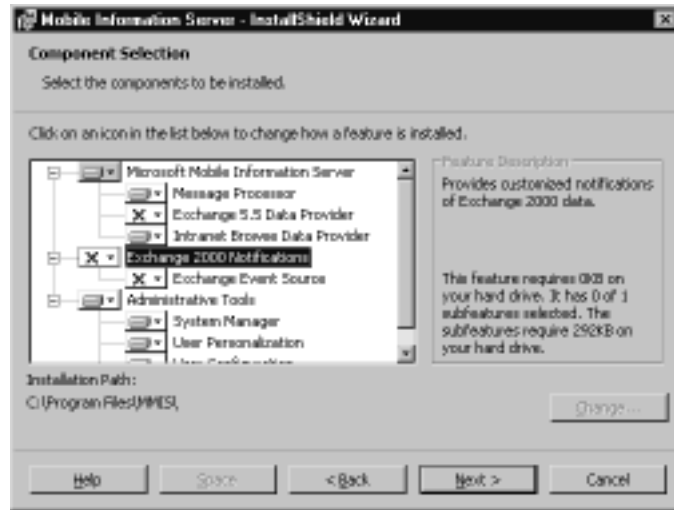 Mobile Information Server - InstallShield Wizard
Component Selection
Select the components to be installed.
Click on an icon in the list below to change how a feature is installed.
Microsoft Mobile Information Server
Message Processor
Exchange 5.5 Data Provider
Intranet Browse Data Provider
Exchange 2000 Notifications
Exchange Event Source
Administrative Tools
System Manager
User Personalization
User Configuration
Feature Description
Provides customized notifications
of Exchange 2000 data.
This feature requires 0KB on
your hard drive. It has 0 of 1
subfeatures selected. The
subfeatures require 292KB on
your hard drive.
Installation Path:
C:\Program Files\MMIS\
Change...
Help
Space
< Back
Next >
Cancel